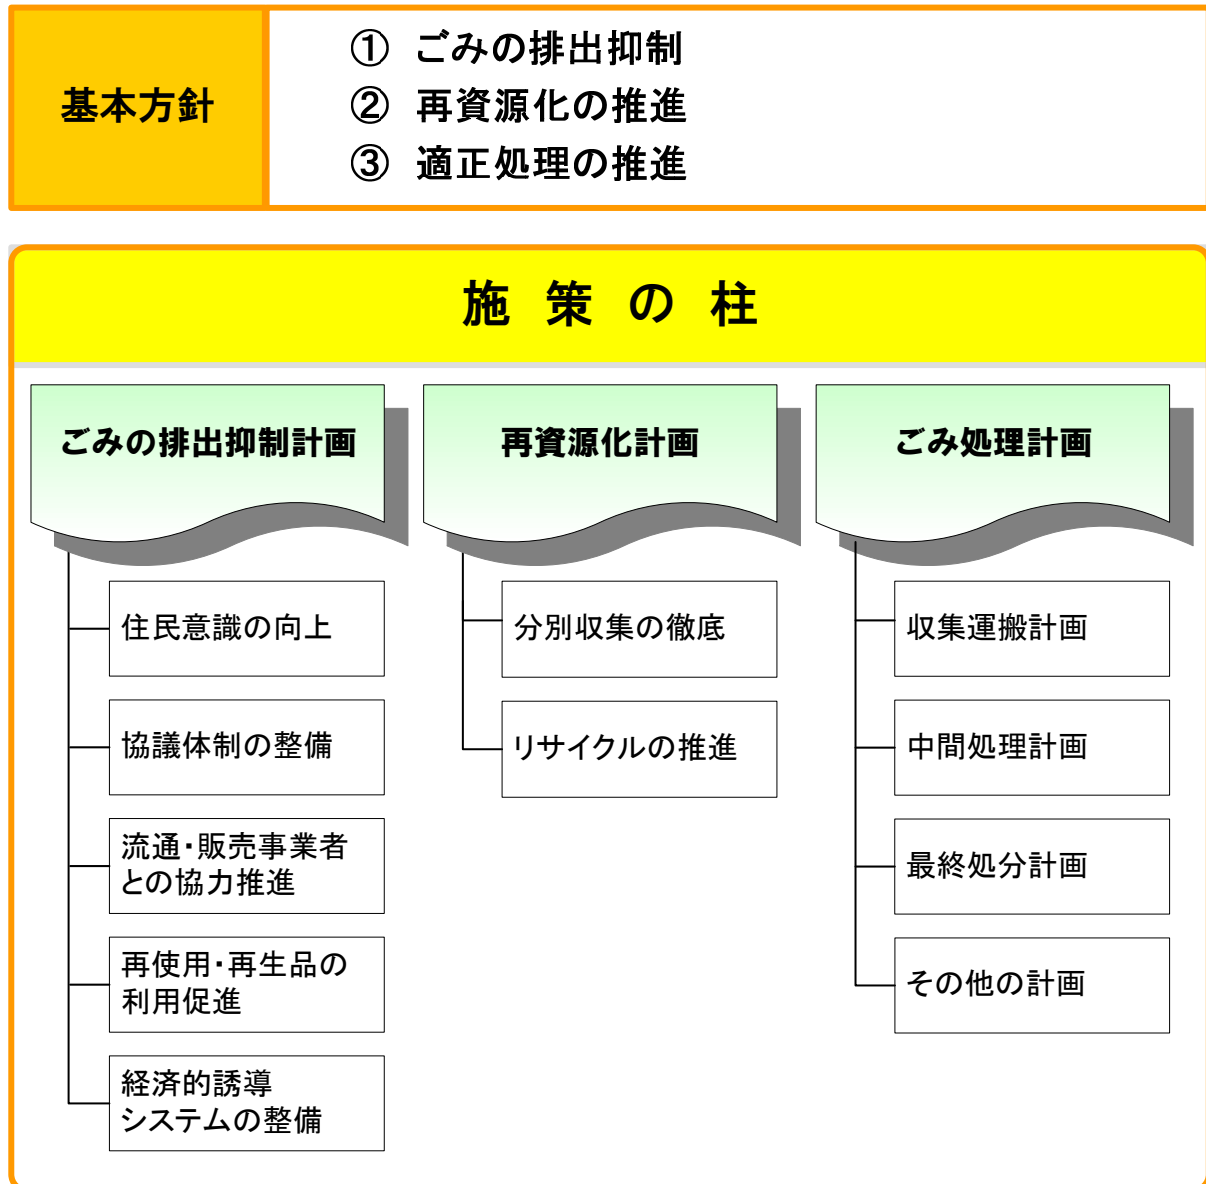 基本方針
① ごみの排出抑制
② 再資源化の推進
③ 適正処理の推進
施策の柱
ごみの排出抑制計画
住民意識の向上
協議体制の整備
流通・販売事業者
との協力推進
再使用・再生品の
利用促進
経済的誘導
システムの整備
再資源化計画
分別収集の徹底
リサイクルの推進
ごみ処理計画
収集運搬計画
中間処理計画
最終処分計画
その他の計画